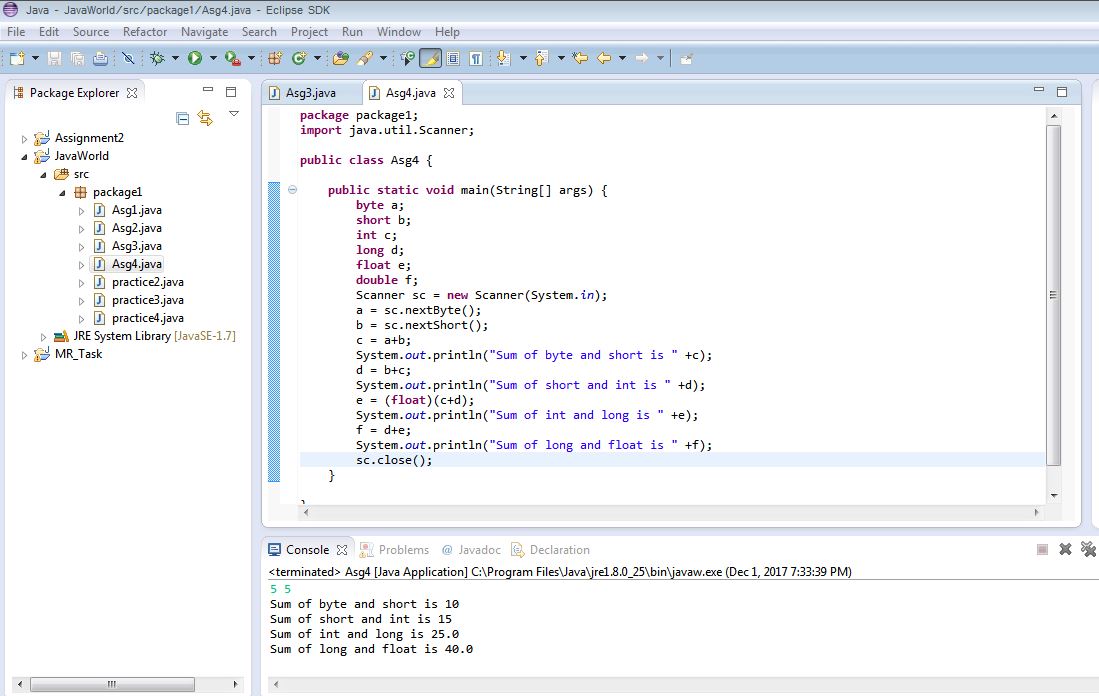 Java - JavaWorld/src/package1/Asg4.java - Eclipse SDK
File Edit Source Refactor Navigate Search Project Run Window Help
Package Explorer
Assignment2
JavaWorld
src
package1
Asg1.java
Asg2.java
Asg3.java
Asg4.java
practice2.java
practice3.java
practice4.java
JRE System Library [JavaSE-1.7]
MR_Task
Asg3.java Asg4.java
package package1;
import java.util.Scanner;
public class Asg4 {
public static void main(String[] args) {
byte a;
short b;
int c;
long d;
float e;
double f;
Scanner sc = new Scanner(System.in);
a = sc.nextByte();
b = sc.nextShort();
c = a+b;
System.out.println("Sum of byte and short is " +c);
d = b+c;
System.out.println("Sum of short and int is " +d);
e = (float)(c+d);
System.out.println("Sum of int and long is " +e);
f = d+e;
System.out.println("Sum of long and float is " +f);
sc.close();
}
}
Console Problems @ Javadoc Declaration
<terminated> Asg4 [Java Application] C:\Program Files\Java\jre1.8.0_25\bin\javaw.exe (Dec 1, 2017 7:33:39 PM)
5 5
Sum of byte and short is 10
Sum of short and int is 15
Sum of int and long is 25.0
Sum of long and float is 40.0